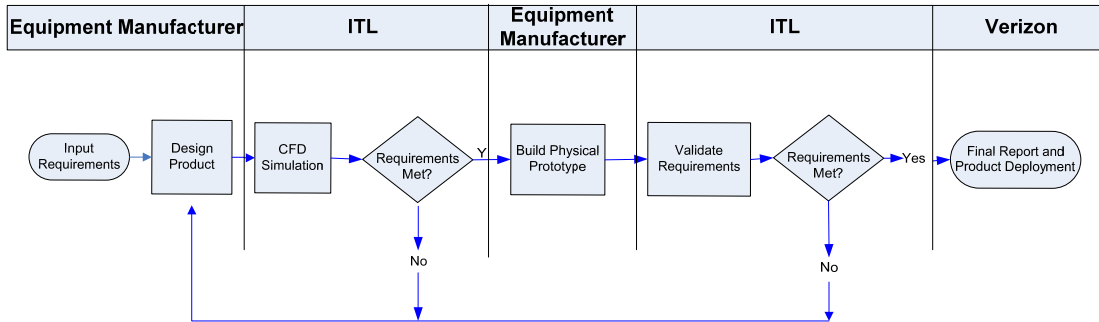 Equipment Manufacturer
ITL
Equipment
Manufacturer
ITL
Verizon
Input
Requirements
Design
Product
CFD
Simulation
Requirements
Met?
Y
Build Physical
Prototype
Validate
Requirements
Requirements
Met?
Yes
Final Report and
Product Deployment
No
No